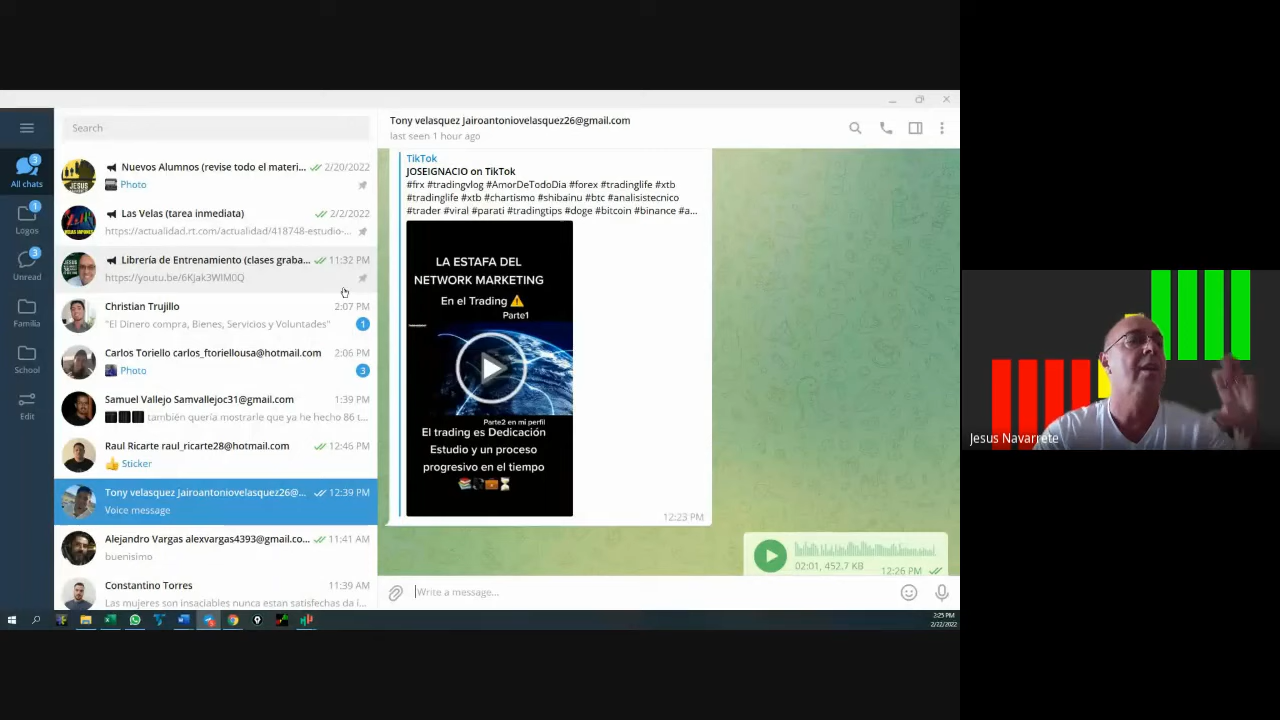 Search
All chats
Logos
Unread
Familia
School
Edit
Nuevos Alumnos (revise todo el materi... 2/20/2022
Photo
Las Velas (tarea inmediata) 2/2/2022
https://actualidad.rt.com/actualidad/418748-estudio-...
Librería de Entrenamiento (clases graba... 11:32 PM
https://youtu.be/6KJak3WIM0Q
Christian Trujillo 2:07 PM
"El Dinero compra, Bienes, Servicios y Voluntades" 1
Carlos Toriello carlos_ftoriellousa@hotmail.com 2:06 PM
Photo 3
Samuel Vallejo Samvallejoc31@gmail.com 1:39 PM
también quería mostrarle que ya he hecho 86 t...
Raul Ricarte raul_ricarte28@hotmail.com 12:46 PM
👍 Sticker
Tony velasquez Jairoantoniovelasquez26@... 12:39 PM
Voice message
Alejandro Vargas alexvargas4393@gmail.co... 11:41 AM
buenisimo
Constantino Torres 11:39 AM
Las mujeres son insaciables nunca estan satisfechas da i...
Tony velasquez Jairoantoniovelasquez26@gmail.com
last seen 1 hour ago
TikTok
JOSEIGNACIO on TikTok
#frx #tradingvlog #AmorDeTodoDia #forex #tradinglife #xtb
#tradinglife #xtb #chartismo #shibainu #btc #analisistecnico
#trader #viral #parati #tradingtips #doge #bitcoin #binance #a...
LA ESTAFA DEL
NETWORK MARKETING
En el Trading ⚠️
Parte1
Parte2 en mi perfil
El trading es Dedicación
Estudio y un proceso
progresivo en el tiempo
12:23 PM
02:01, 452.7 KB 12:26 PM
Write a message...
2:25 PM
2/22/2022
Jesus Navarrete